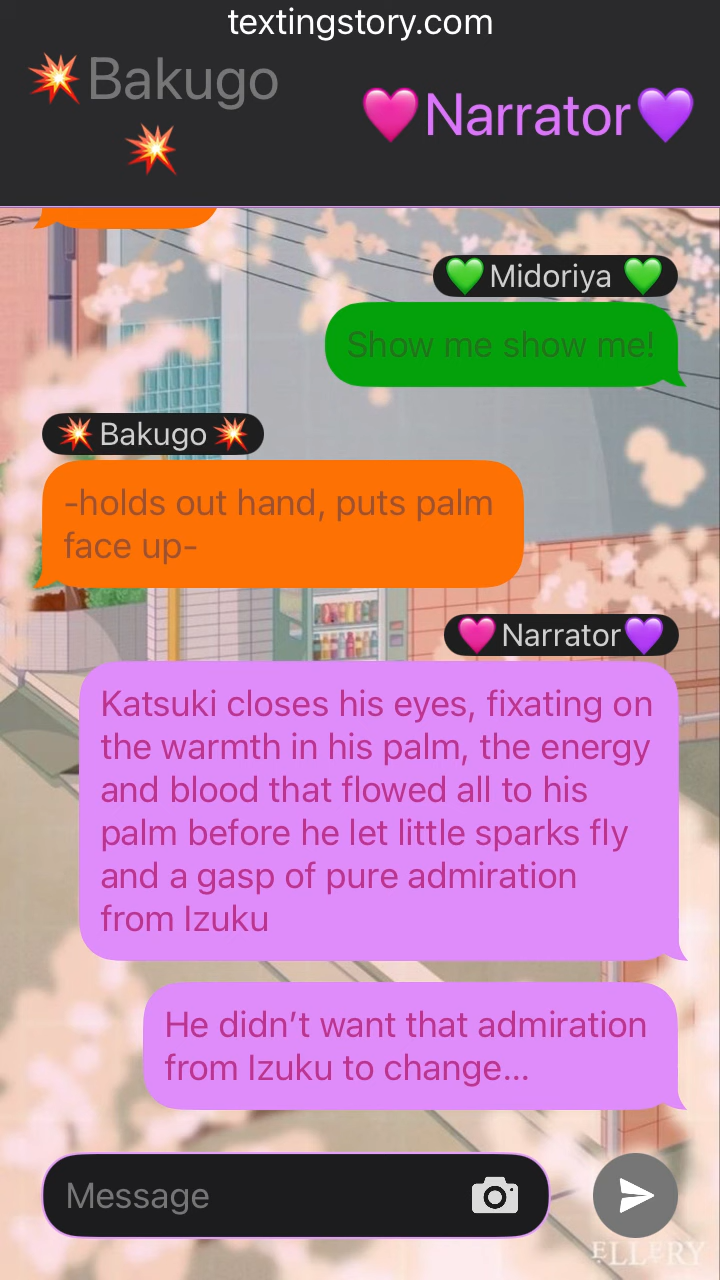 textingstory.com
💥Bakugo
💥
💗Narrator💜
💚 Midoriya 💚
Show me show me!
💥Bakugo💥
-holds out hand, puts palm
face up-
💗Narrator💜
Katsuki closes his eyes, fixating on
the warmth in his palm, the energy
and blood that flowed all to his
palm before he let little sparks fly
and a gasp of pure admiration
from Izuku
He didn’t want that admiration
from Izuku to change...
Message
ELLERY